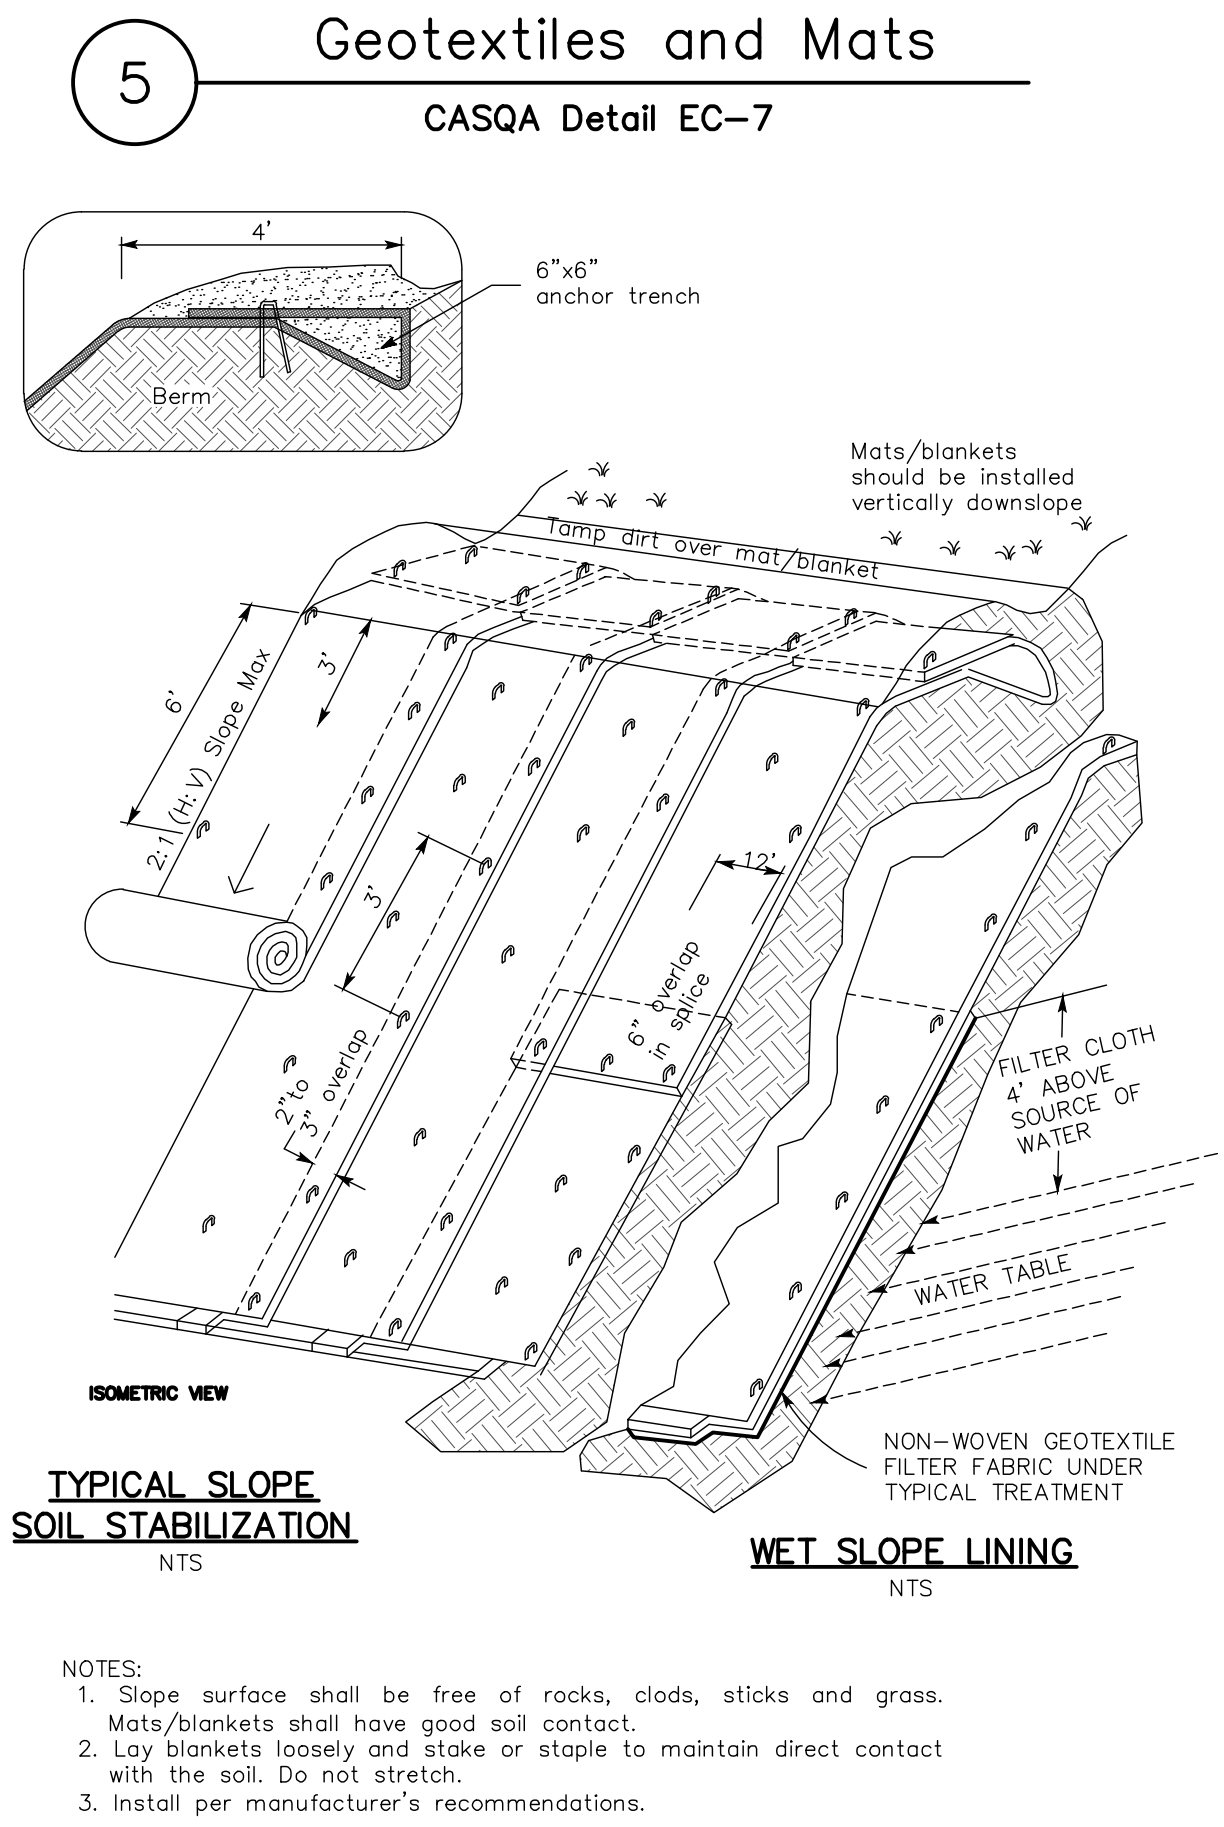 5
Geotextiles and Mats
CASQA Detail EC-7
4'
6"x6"
anchor trench
Berm
Mats/blankets
should be installed
vertically downslope
Tamp dirt over mat/blanket
6'
2:1 (H:V) Slope Max
3'
3'
12'
6" overlap
in splice
2" to
3" overlap
FILTER CLOTH
4' ABOVE
SOURCE OF
WATER
WATER TABLE
ISOMETRIC VIEW
NON-WOVEN GEOTEXTILE
FILTER FABRIC UNDER
TYPICAL TREATMENT
TYPICAL SLOPE
SOIL STABILIZATION
NTS
WET SLOPE LINING
NTS
NOTES:
1. Slope surface shall be free of rocks, clods, sticks and grass.
Mats/blankets shall have good soil contact.
2. Lay blankets loosely and stake or staple to maintain direct contact
with the soil. Do not stretch.
3. Install per manufacturer's recommendations.